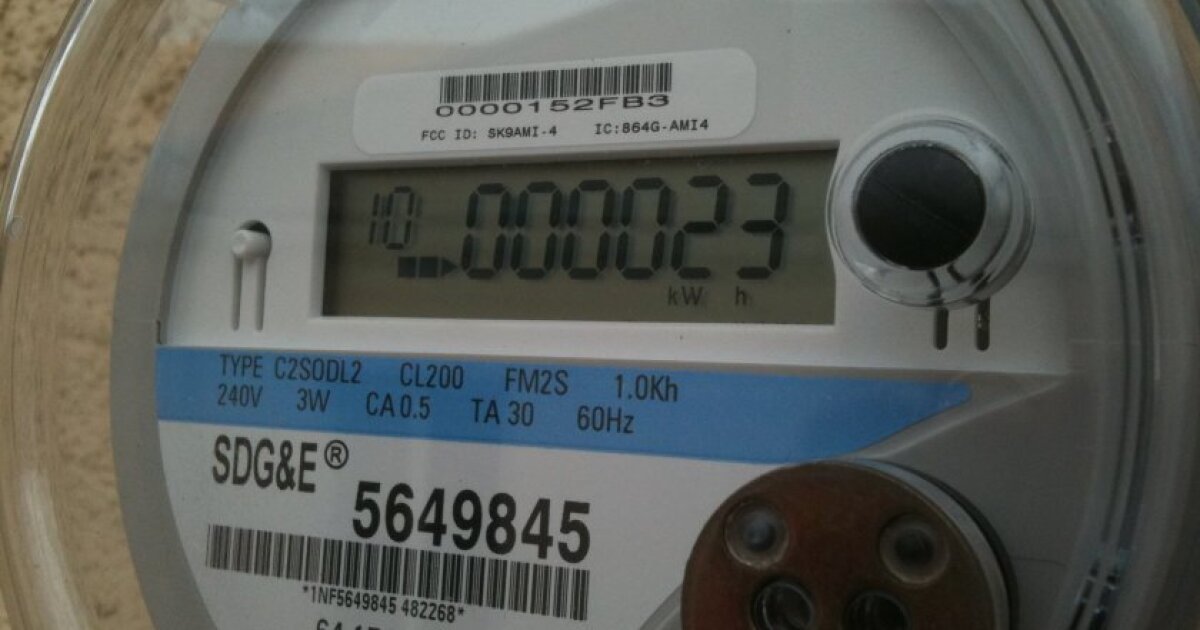 0000152FB3
FCC ID: SK9AMI-4 IC:864G-AMI4
10 000023
kW h
TYPE C2SODL2 CL200 FM2S 1.0Kh
240V 3W CA 0.5 TA 30 60Hz
SDG&E®
5649845
*1NF5649845 482268*